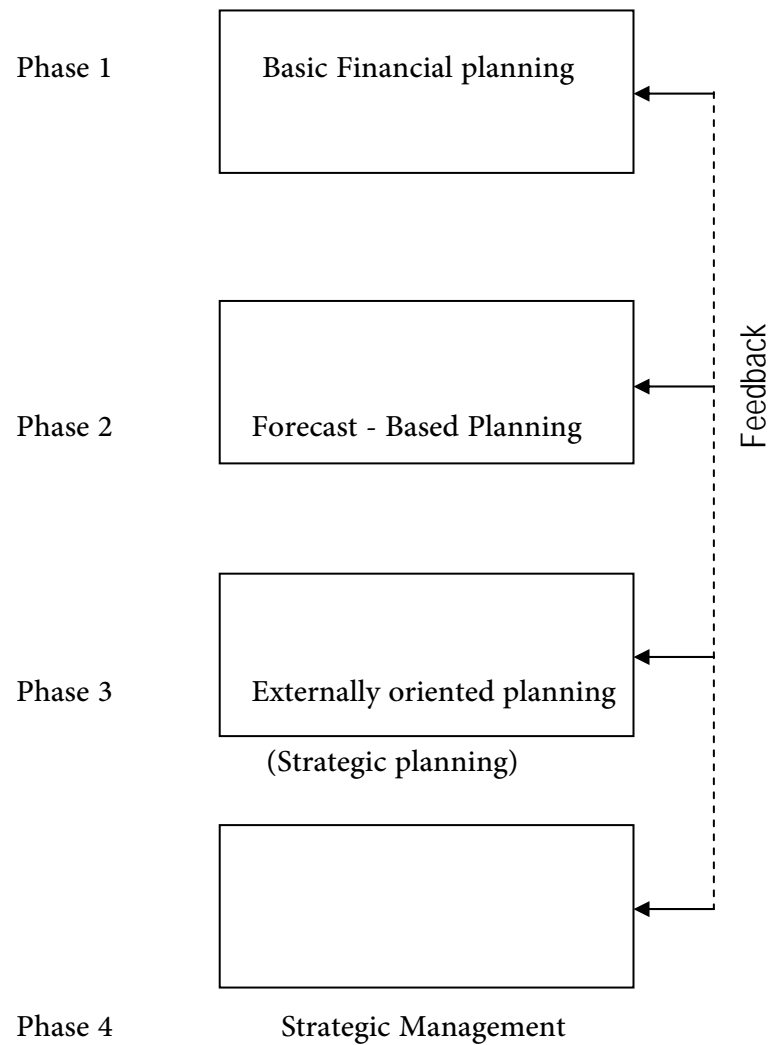 Phase 1 Basic Financial planning
Feedback
Phase 2 Forecast - Based Planning
Phase 3 Externally oriented planning
(Strategic planning)
Phase 4 Strategic Management